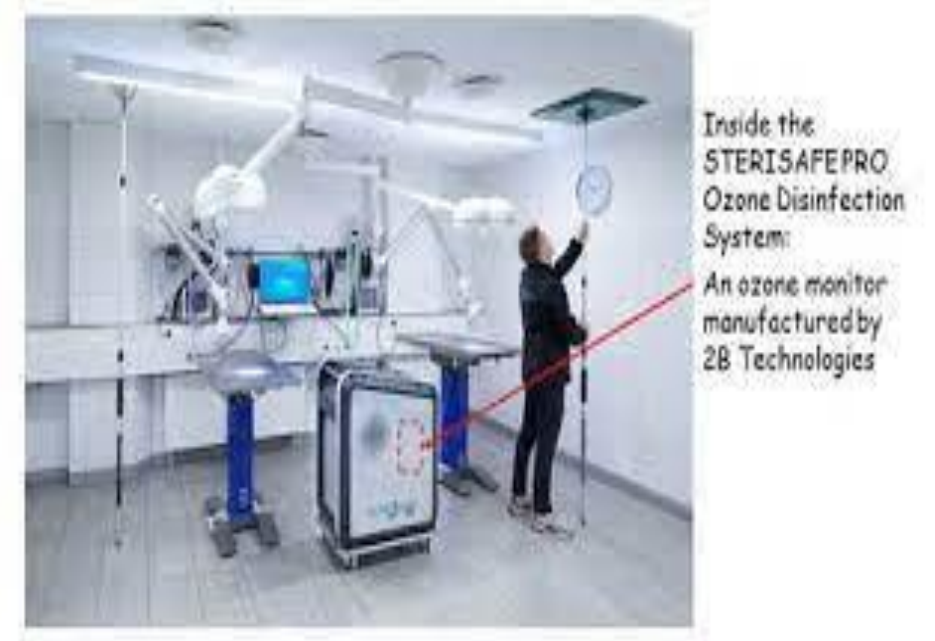 Inside the
STERISAFEPRO
Ozone Disinfection
System:
An ozone monitor
manufactured by
2B Technologies